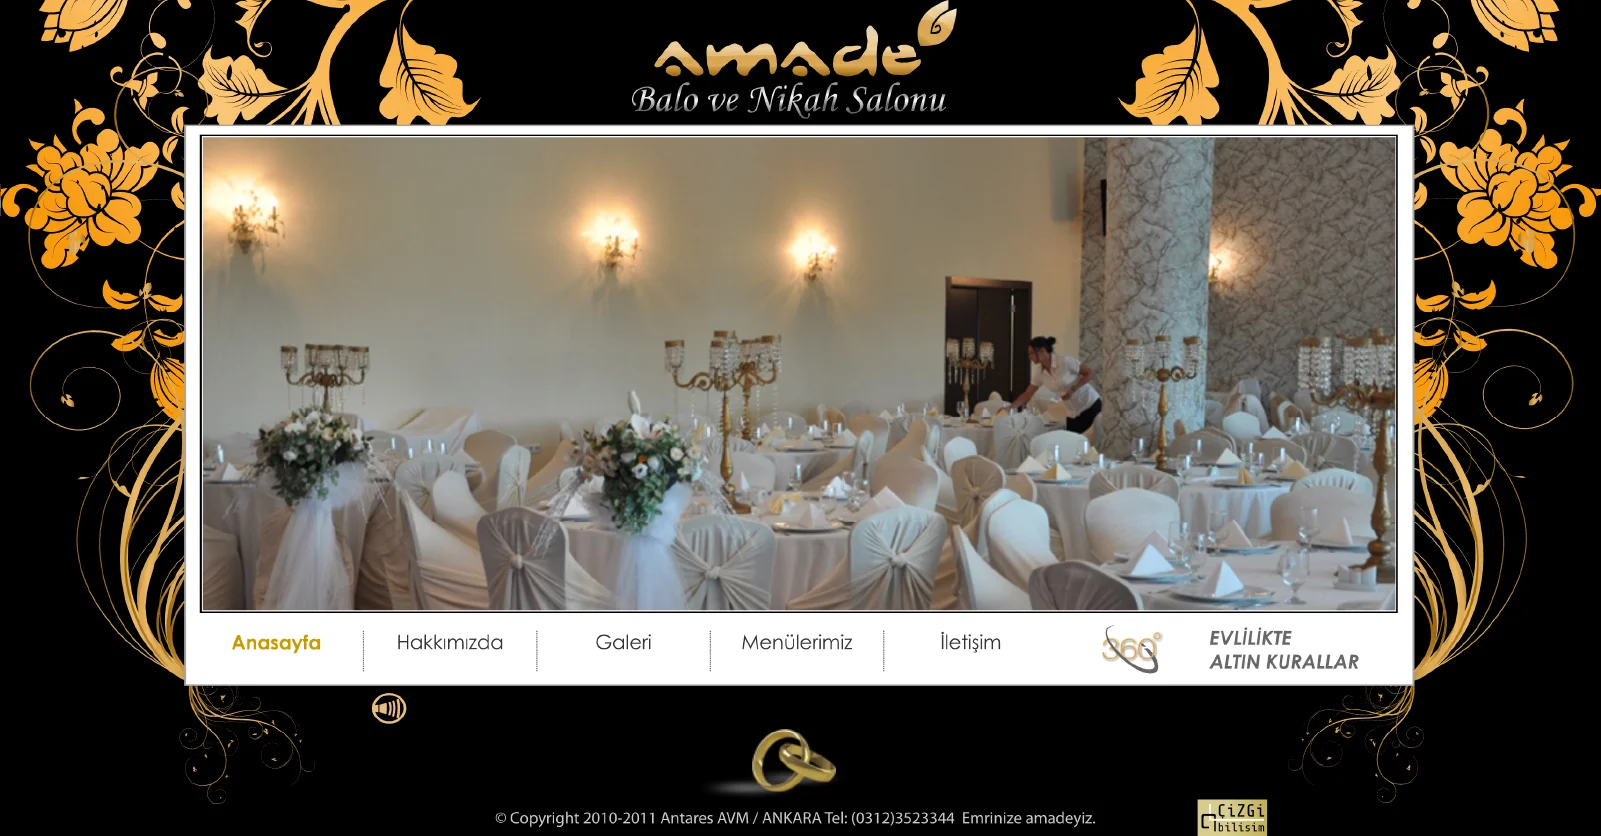 amade
Balo ve Nikah Salonu
Anasayfa
Hakkımızda
Galeri
Menülerimiz
İletişim
360°
EVLİLİKTE
ALTIN KURALLAR
© Copyright 2010-2011 Antares AVM / ANKARA Tel: (0312)3523344 Emrinize amadeyiz.
ÇiZGi
bilisim